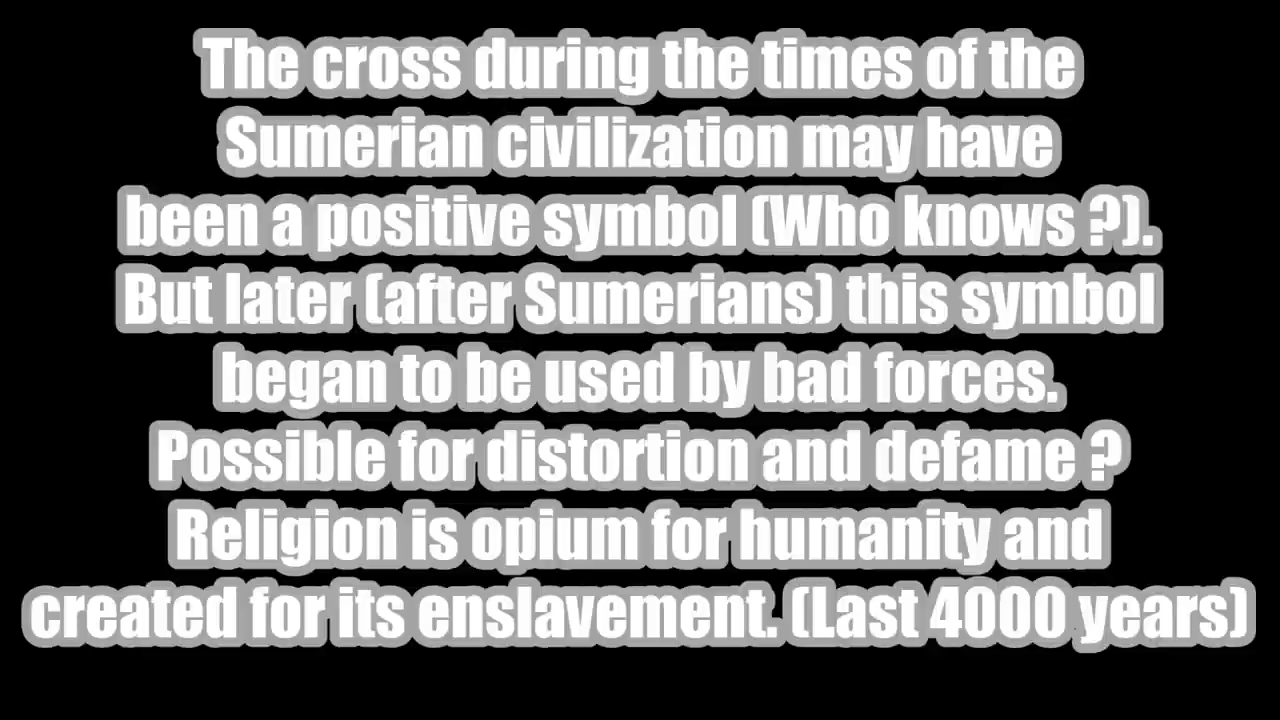 The cross during the times of the
Sumerian civilization may have
been a positive symbol (Who knows ?).
But later (after Sumerians) this symbol
began to be used by bad forces.
Possible for distortion and defame ?
Religion is opium for humanity and
created for its enslavement. (Last 4000 years)